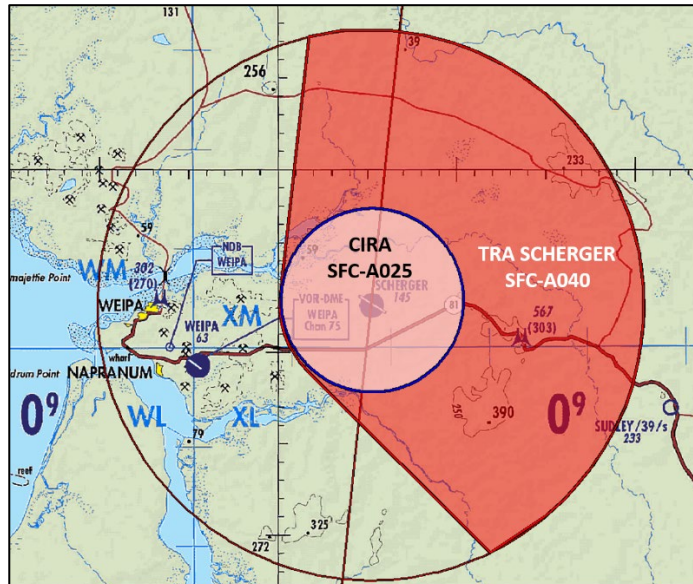 131
39
256
233
59
CIRA
SFC-A025
TRA SCHERGER
SFC-A040
NDB
WEIPA
59
302
(270)
WM
majettie Point
WEIPA
SCHERGER
145
VOR-DME
WEIPA
Chan 75
81
567
(303)
WEIPA
63
XM
wharf
NAPRANUM
drum Point
0⁹
WL
XL
250
390
0⁹
SUDLEY/39/s
233
79
reef
325
272